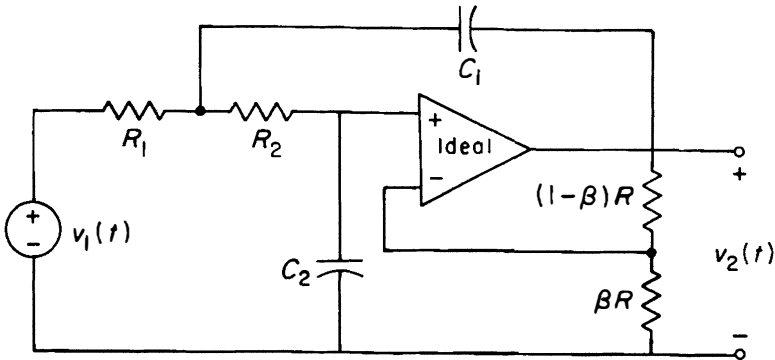 C₁
R₁
R₂
+
Ideal
−
+
(1−β)R
+
−
v₁(t)
C₂
v₂(t)
βR
−